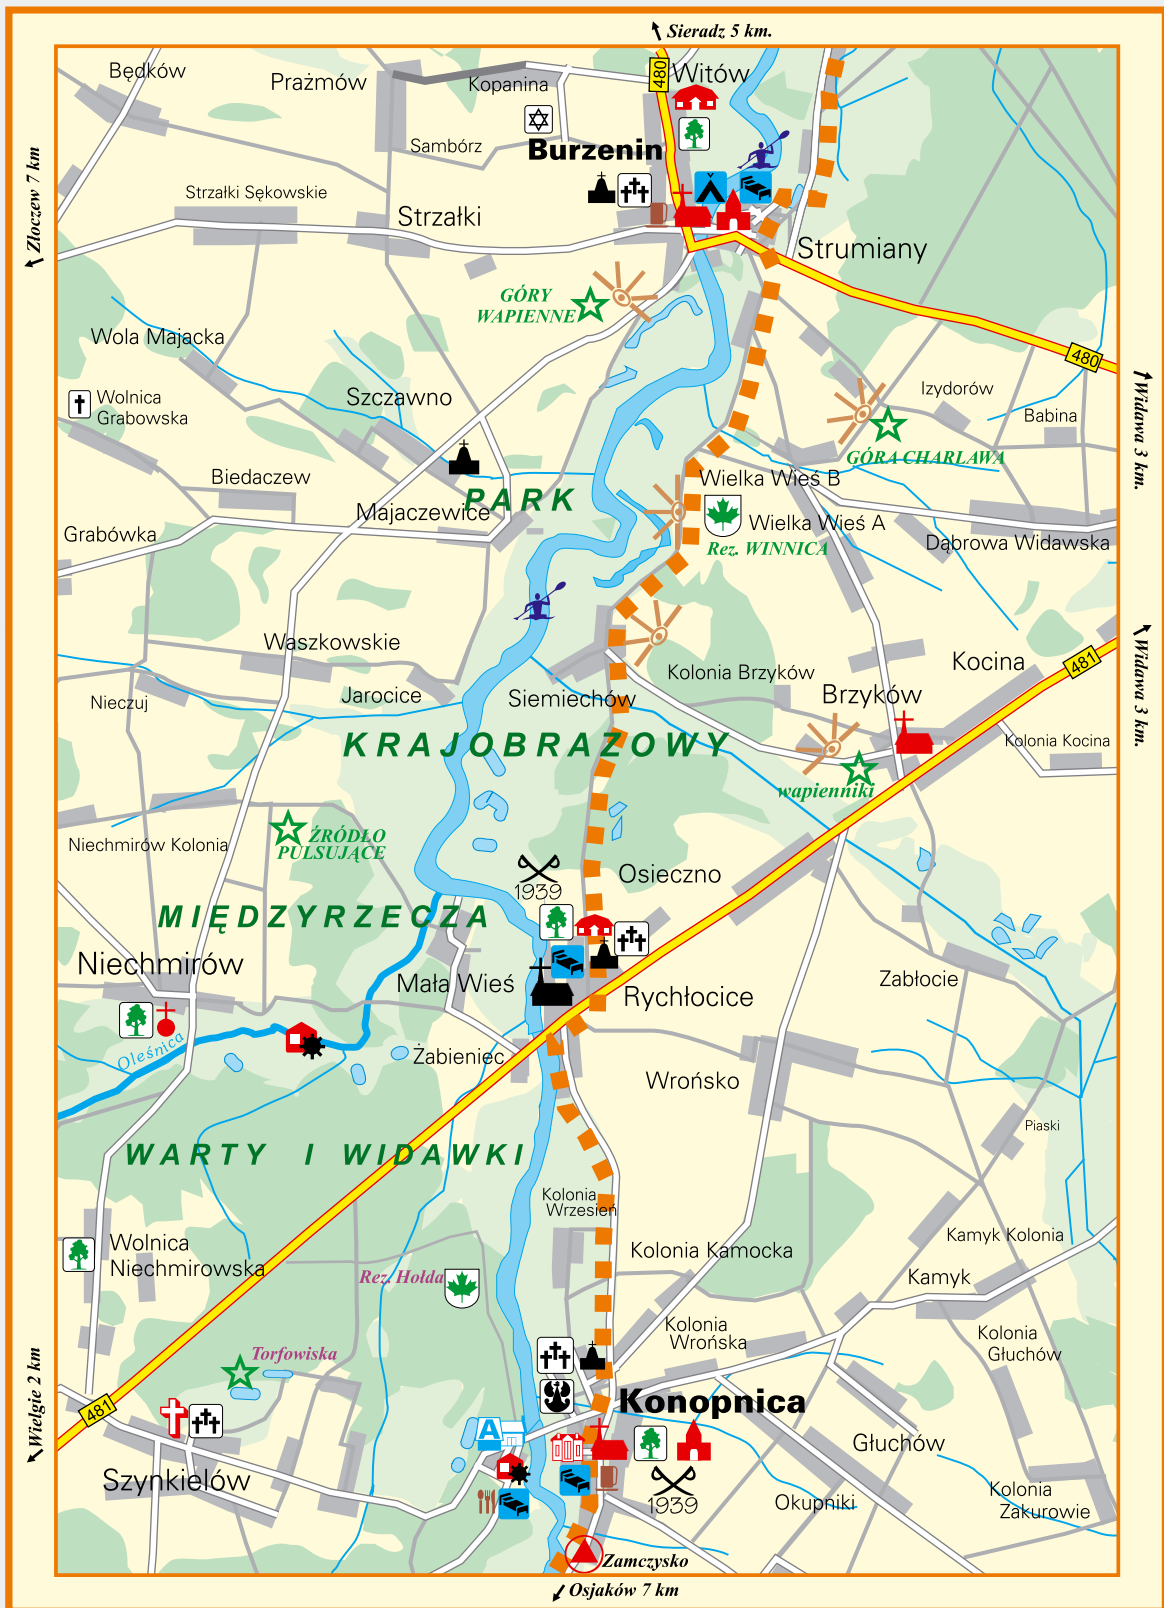 Sieradz 5 km.
Będków
Prażmów
Kopanina
480
Witów
Sambórz
Burzenin
Złoczew 7 km
Strzałki Sękowskie
Strzałki
Strumiany
GÓRY
WAPIENNE
Wola Majacka
480
Widawa 3 km.
Szczawno
Wolnica
Grabowska
Izydorów
Babina
GÓRA CHARLAWA
Biedaczew
Wielka Wieś B
PARK
Majaczewice
Wielka Wieś A
Grabówka
Rez. WINNICA
Dąbrowa Widawska
Waszkowskie
Kolonia Brzyków
Kocina
481
Widawa 3 km.
Jarocice
Siemiechów
Brzyków
Nieczuj
KRAJOBRAZOWY
Kolonia Kocina
wapienniki
Niechmirów Kolonia
ŹRÓDŁO
PULSUJĄCE
Osieczno
1939
MIĘDZYRZECZA
Niechmirów
Mała Wieś
Zabłocie
Rychłocice
Oleśnica
Żabieniec
Wrońsko
Piaski
WARTY I WIDAWKI
Kolonia
Wrzesień
Wolnica
Niechmirowska
Kolonia Kamocka
Kamyk Kolonia
Rez. Hołda
Kamyk
Kolonia
Wrońska
Kolonia
Głuchów
Torfowiska
Wielgie 2 km
481
Konopnica
A
Głuchów
Szynkielów
1939
Okupniki
Kolonia
Zakurowie
Zamczysko
Osjaków 7 km